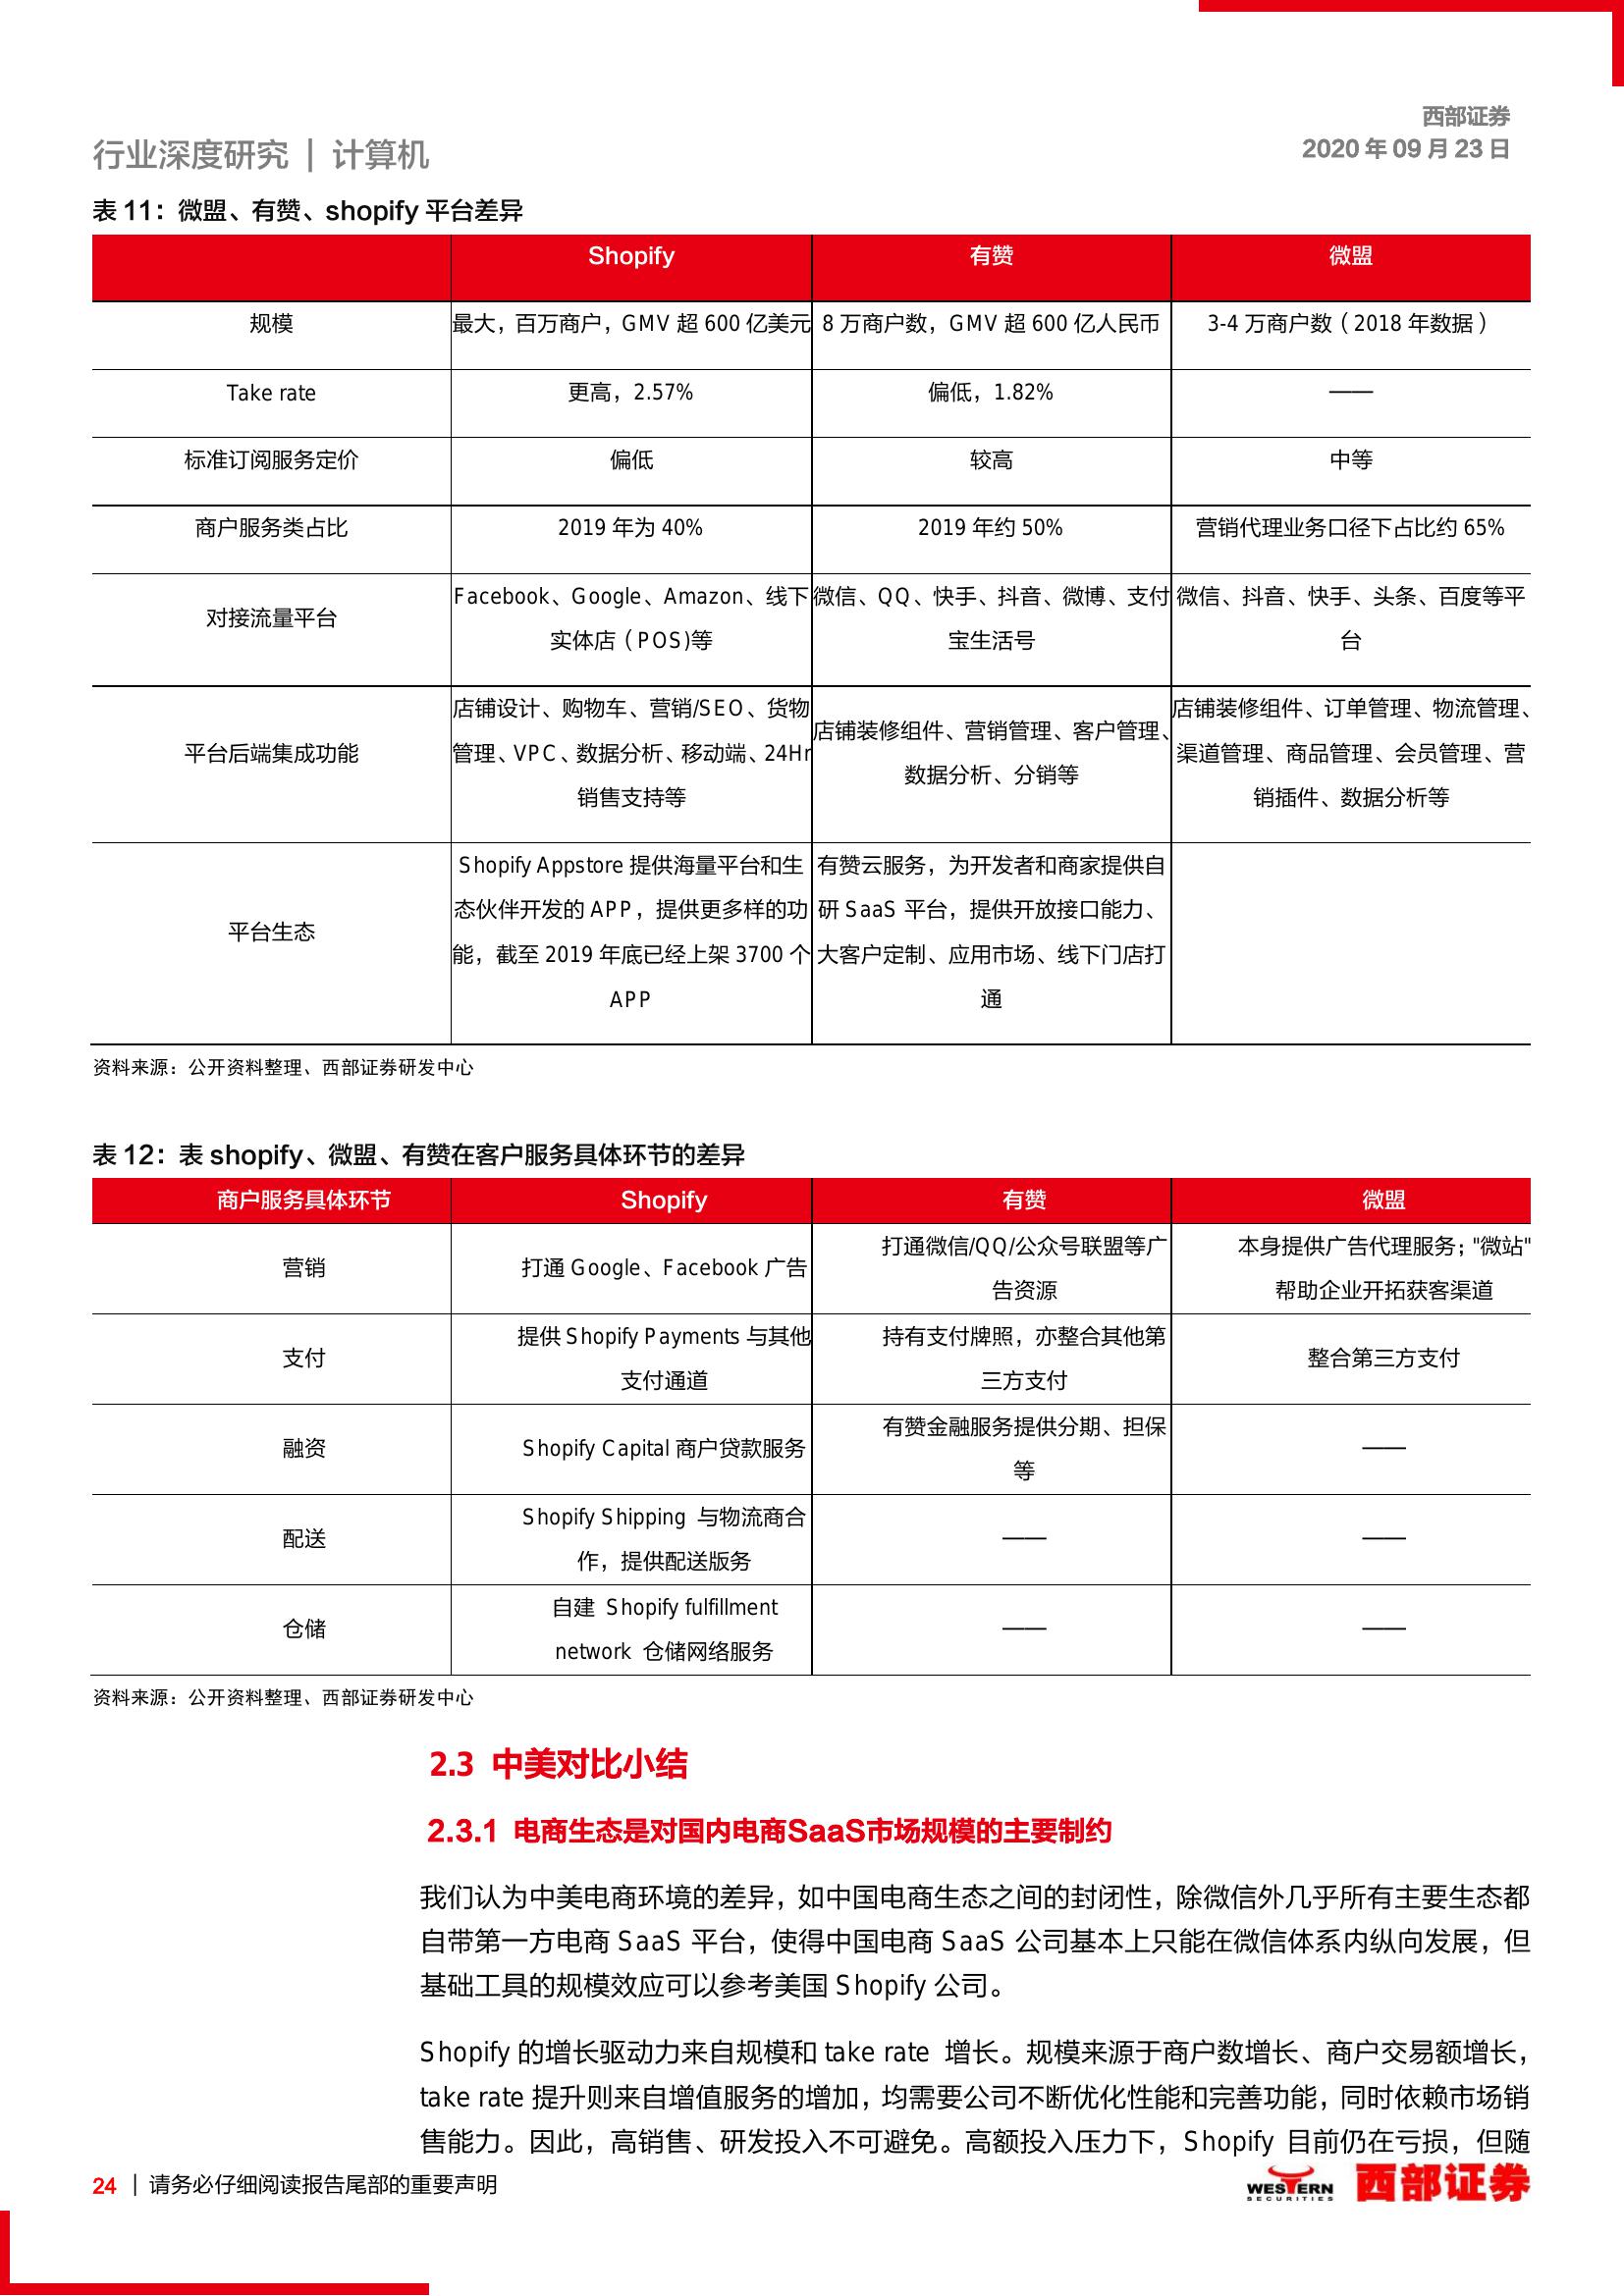 西部证券
2020 年 09 月 23 日
行业深度研究 | 计算机
表 11：微盟、有赞、shopify 平台差异
Shopify 有赞 微盟
规模 最大，百万商户，GMV 超 600 亿美元 8 万商户数，GMV 超 600 亿人民币 3-4 万商户数（2018 年数据）
Take rate 更高，2.57% 偏低，1.82% ——
标准订阅服务定价 偏低 较高 中等
商户服务类占比 2019 年为 40% 2019 年约 50% 营销代理业务口径下占比约 65%
对接流量平台
Facebook、Google、Amazon、线下
实体店（POS)等
微信、QQ、快手、抖音、微博、支付
宝生活号
微信、抖音、快手、头条、百度等平
台
平台后端集成功能
店铺设计、购物车、营销/SEO、货物
管理、VPC、数据分析、移动端、24Hr
销售支持等
店铺装修组件、营销管理、客户管理、
数据分析、分销等
店铺装修组件、订单管理、物流管理、
渠道管理、商品管理、会员管理、营
销插件、数据分析等
平台生态
Shopify Appstore 提供海量平台和生
态伙伴开发的 APP，提供更多样的功
能，截至 2019 年底已经上架 3700 个
APP
有赞云服务，为开发者和商家提供自
研 SaaS 平台，提供开放接口能力、
大客户定制、应用市场、线下门店打
通
资料来源：公开资料整理、西部证券研发中心
表 12：表 shopify、微盟、有赞在客户服务具体环节的差异
商户服务具体环节 Shopify 有赞 微盟
营销
打通 Google、Facebook 广告
打通微信/QQ/公众号联盟等广
告资源
本身提供广告代理服务；"微站"
帮助企业开拓获客渠道
支付
提供 Shopify Payments 与其他
支付通道
持有支付牌照，亦整合其他第
三方支付
整合第三方支付
融资
Shopify Capital 商户贷款服务
有赞金融服务提供分期、担保
等
——
配送
Shopify Shipping 与物流商合
作，提供配送版务
——
——
仓储
自建 Shopify fulfillment
network 仓储网络服务
——
——
资料来源：公开资料整理、西部证券研发中心
2.3 中美对比小结
2.3.1 电商生态是对国内电商SaaS市场规模的主要制约
我们认为中美电商环境的差异，如中国电商生态之间的封闭性，除微信外几乎所有主要生态都
自带第一方电商 SaaS 平台，使得中国电商 SaaS 公司基本上只能在微信体系内纵向发展，但
基础工具的规模效应可以参考美国 Shopify 公司。
Shopify 的增长驱动力来自规模和 take rate 增长。规模来源于商户数增长、商户交易额增长，
take rate 提升则来自增值服务的增加，均需要公司不断优化性能和完善功能，同时依赖市场销
售能力。因此，高销售、研发投入不可避免。高额投入压力下，Shopify 目前仍在亏损，但随
24 | 请务必仔细阅读报告尾部的重要声明
WESTERN
SECURITIES
西部证券